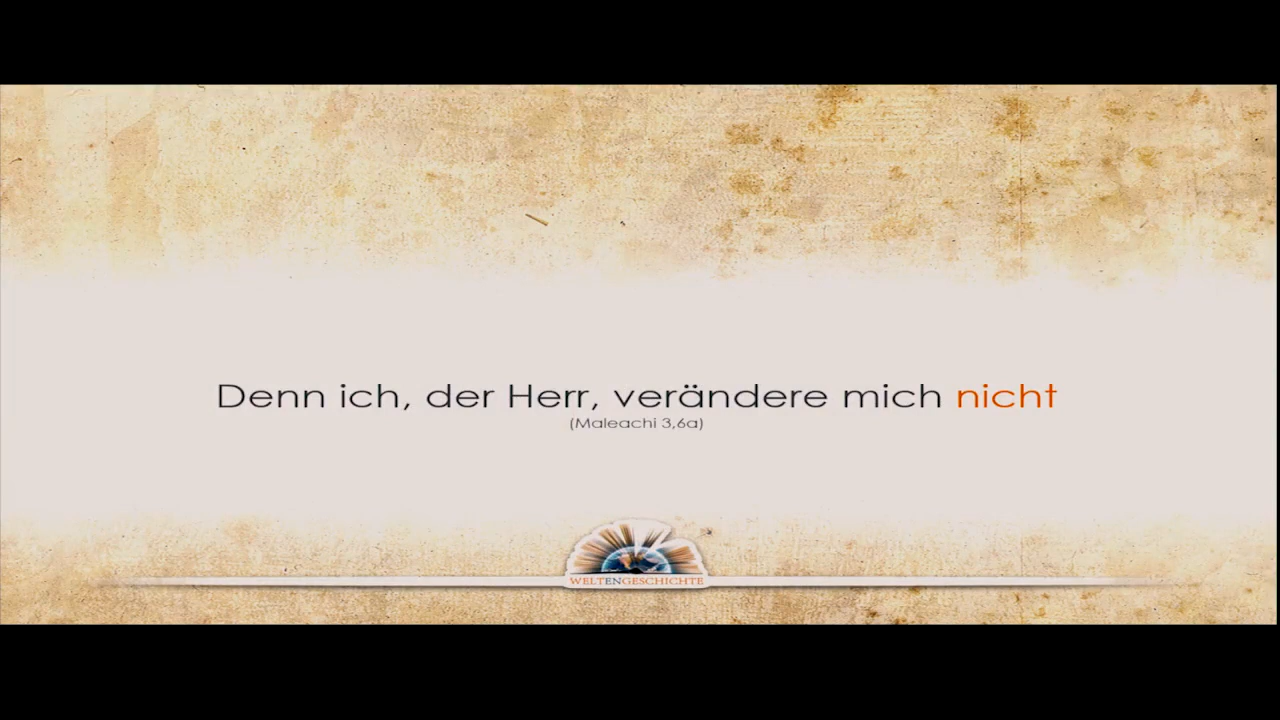 Denn ich, der Herr, verändere mich nicht
(Maleachi 3,6a)
WELTENGESCHICHTE